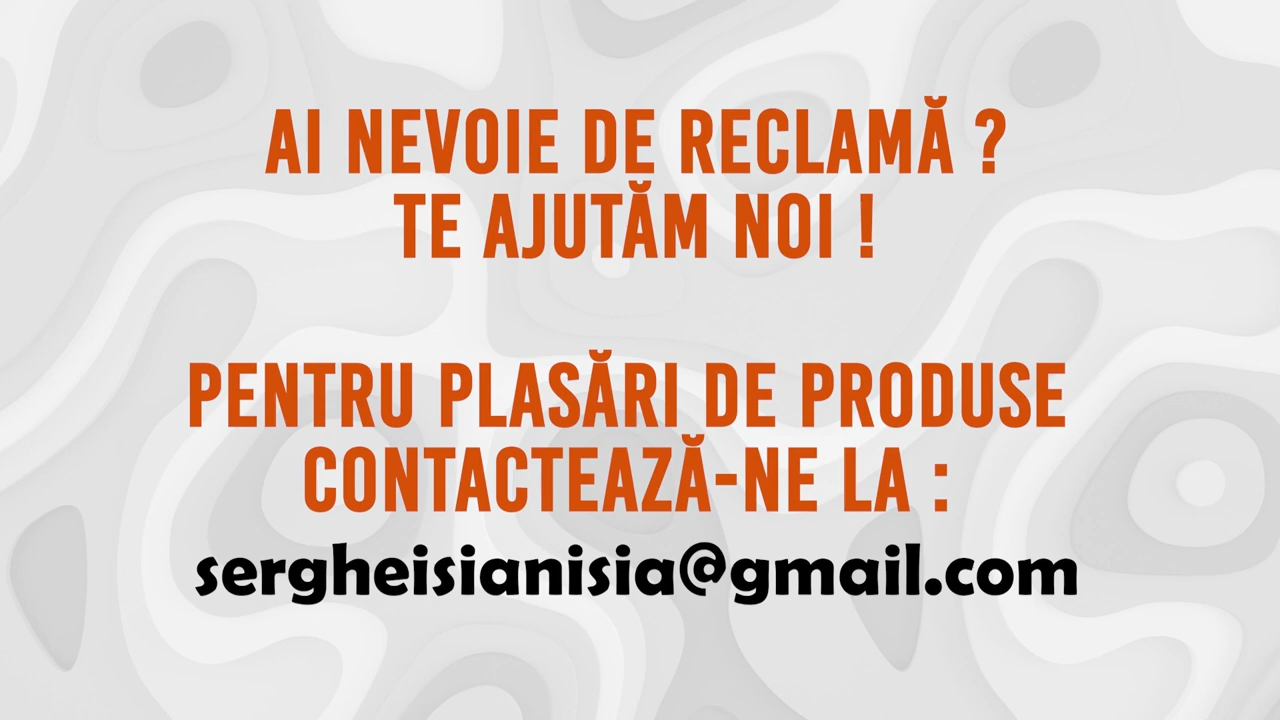 AI NEVOIE DE RECLAMĂ ?
TE AJUTĂM NOI !
PENTRU PLASĂRI DE PRODUSE
CONTACTEAZĂ-NE LA :
sergheisianisia@gmail.com